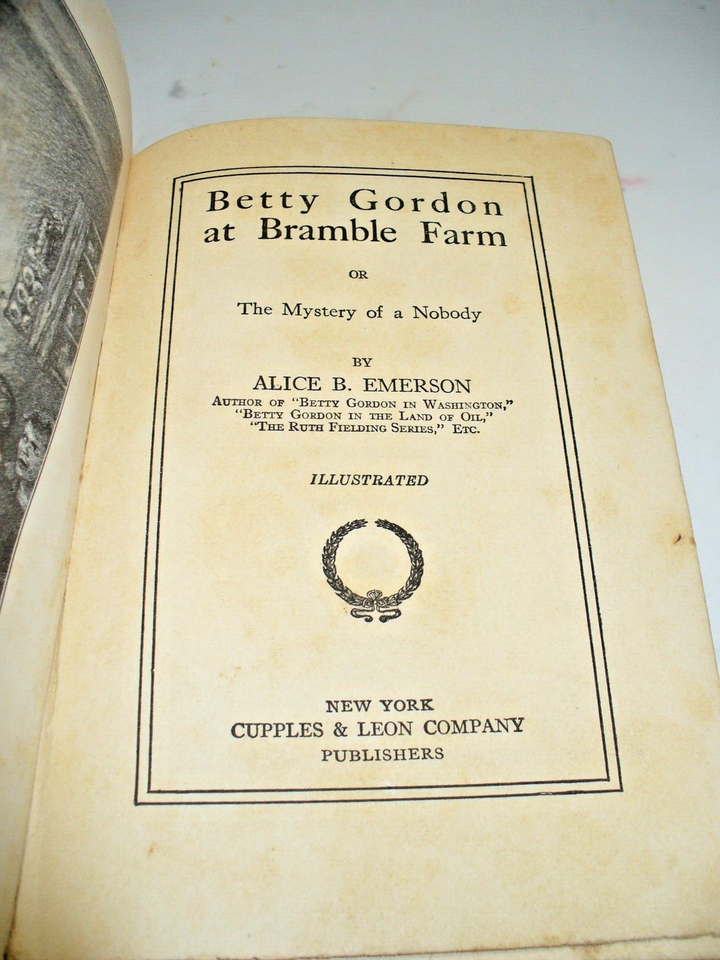 Betty Gordon
at Bramble Farm
OR
The Mystery of a Nobody
BY
ALICE B. EMERSON
AUTHOR OF "BETTY GORDON IN WASHINGTON,"
"BETTY GORDON IN THE LAND OF OIL,"
"THE RUTH FIELDING SERIES," ETC.
ILLUSTRATED
NEW YORK
CUPPLES & LEON COMPANY
PUBLISHERS